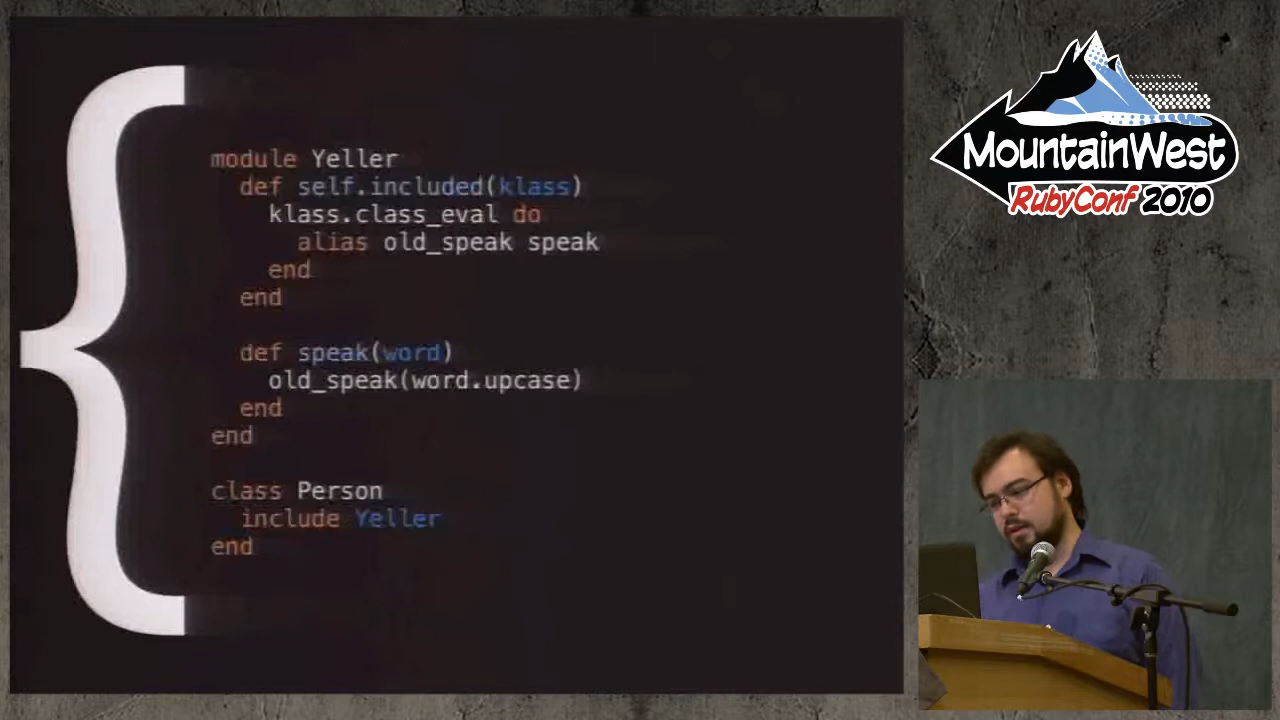 module Yeller
  def self.included(klass)
    klass.class_eval do
      alias old_speak speak
    end
  end

  def speak(word)
    old_speak(word.upcase)
  end
end

class Person
  include Yeller
end
MountainWest
RubyConf 2010